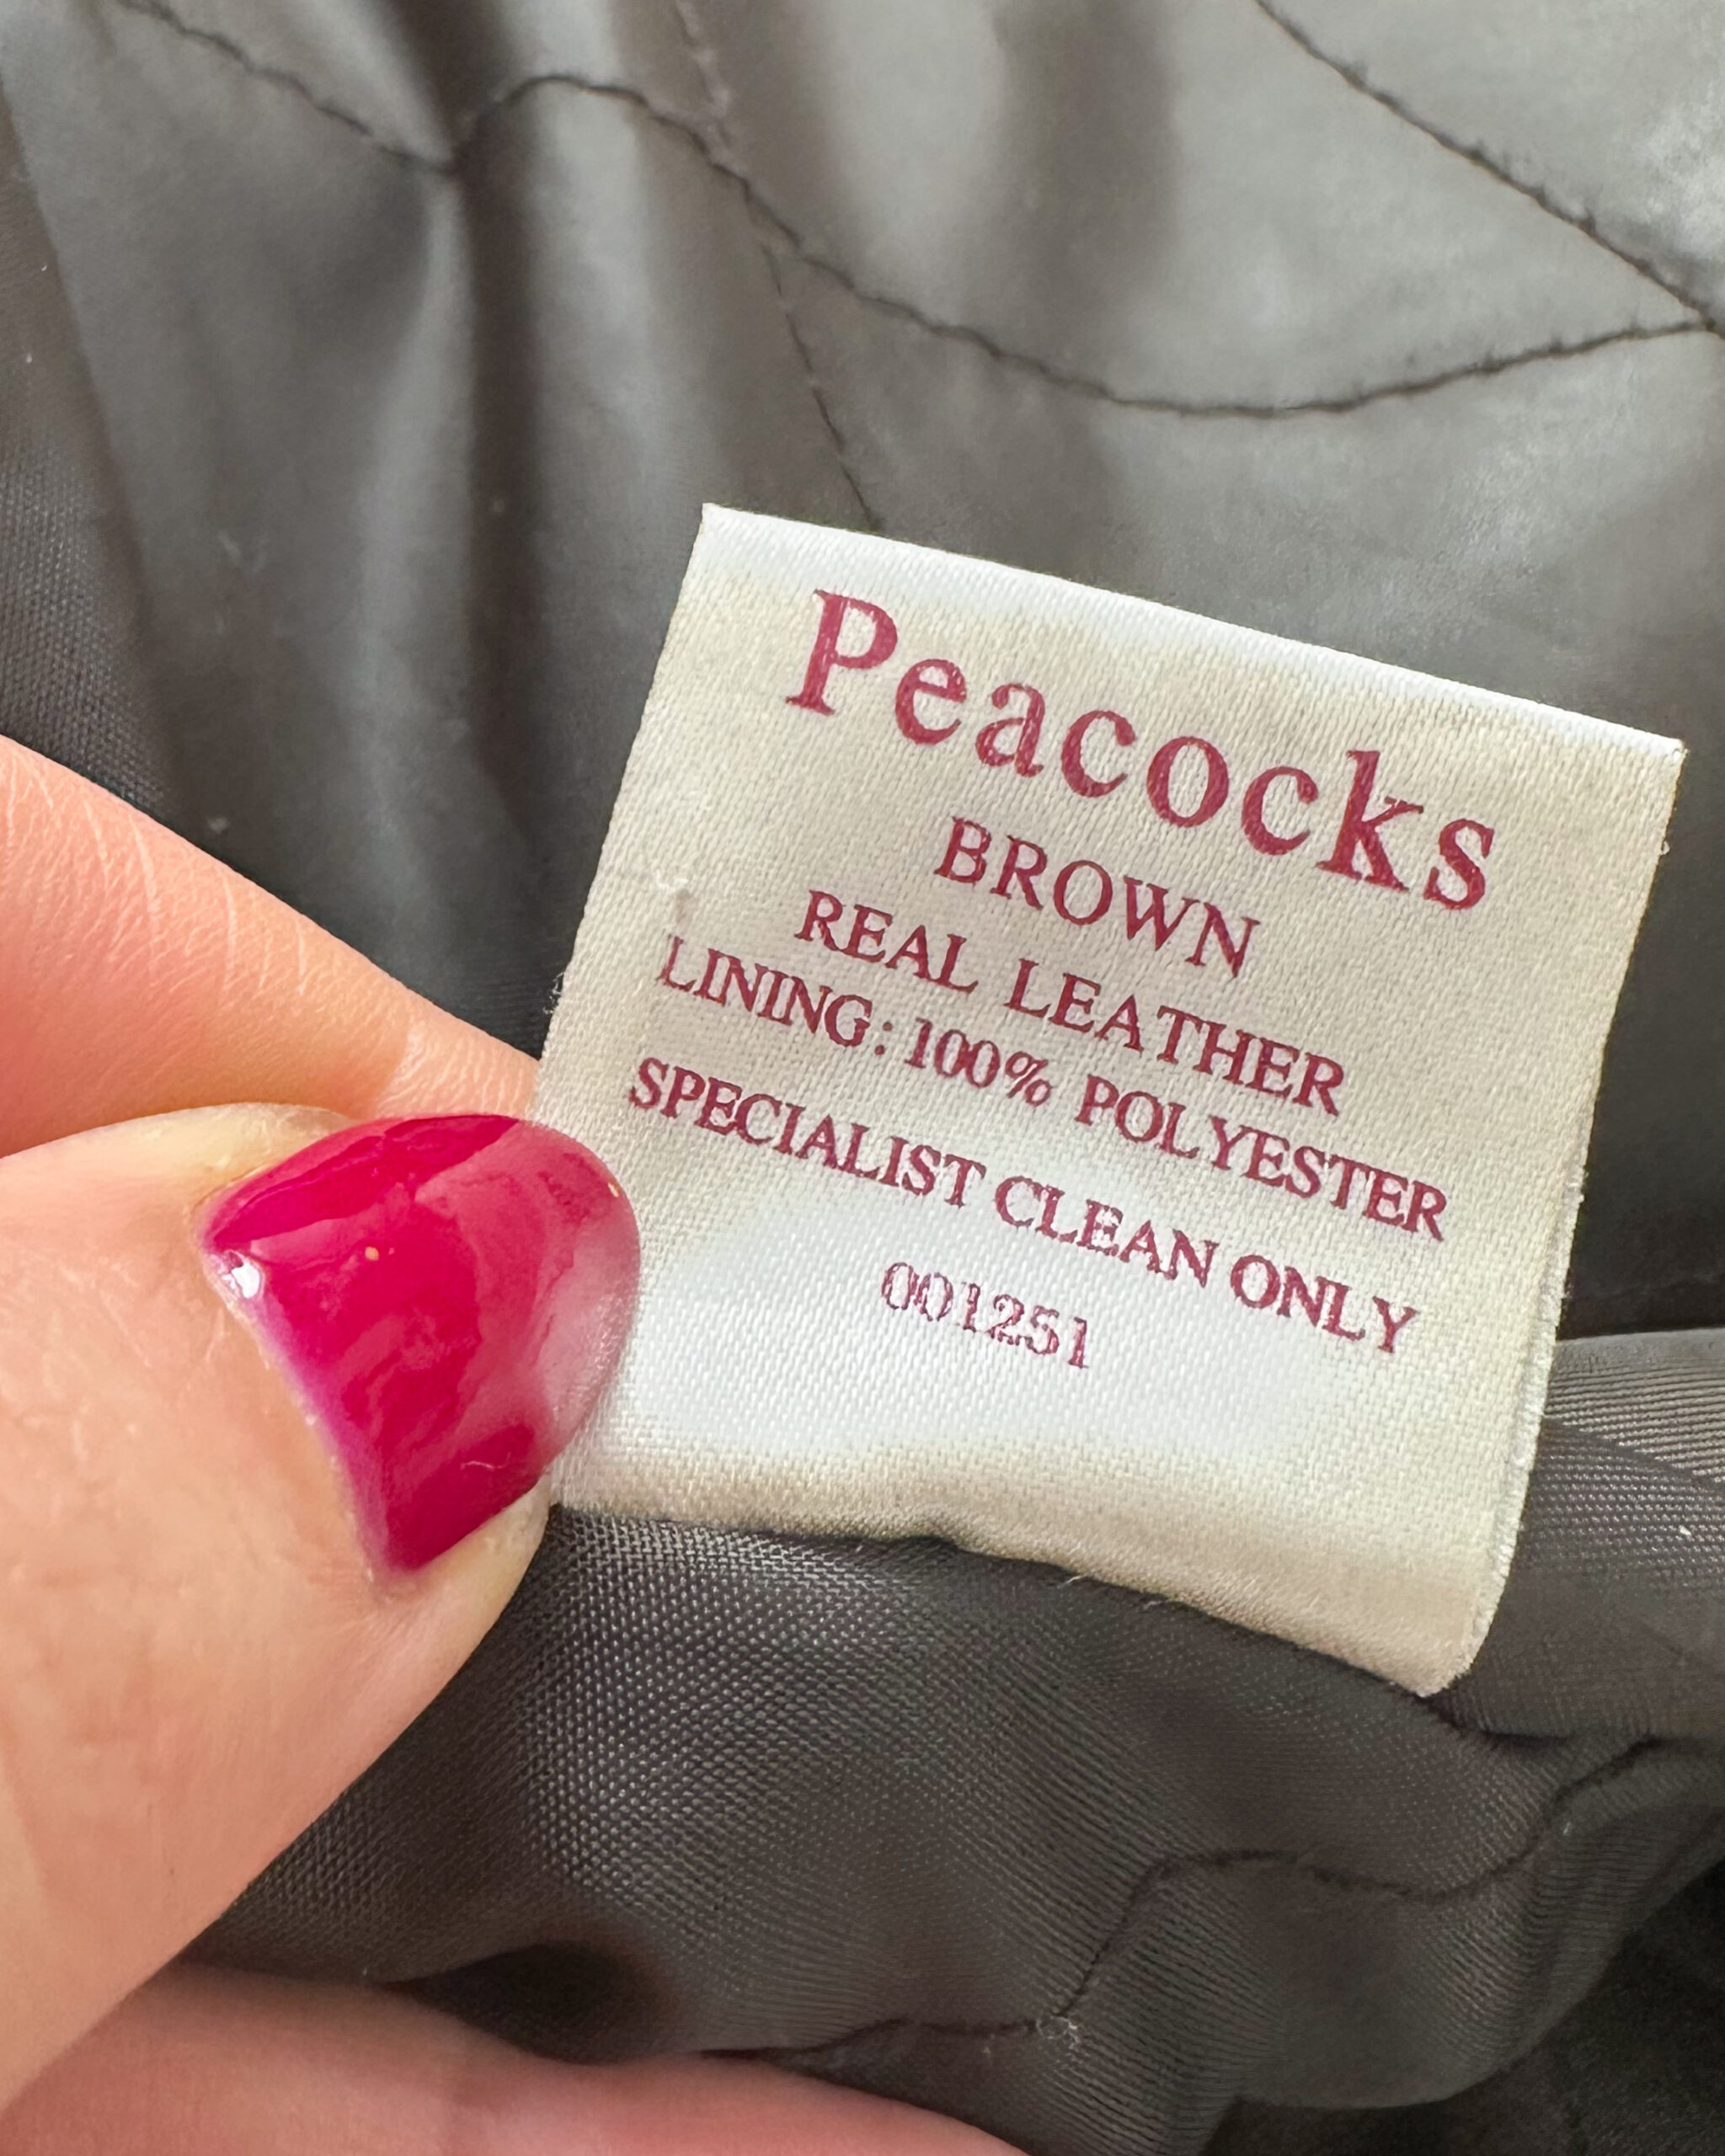 Peacocks
BROWN
REAL LEATHER
LINING: 100% POLYESTER
SPECIALIST CLEAN ONLY
001251